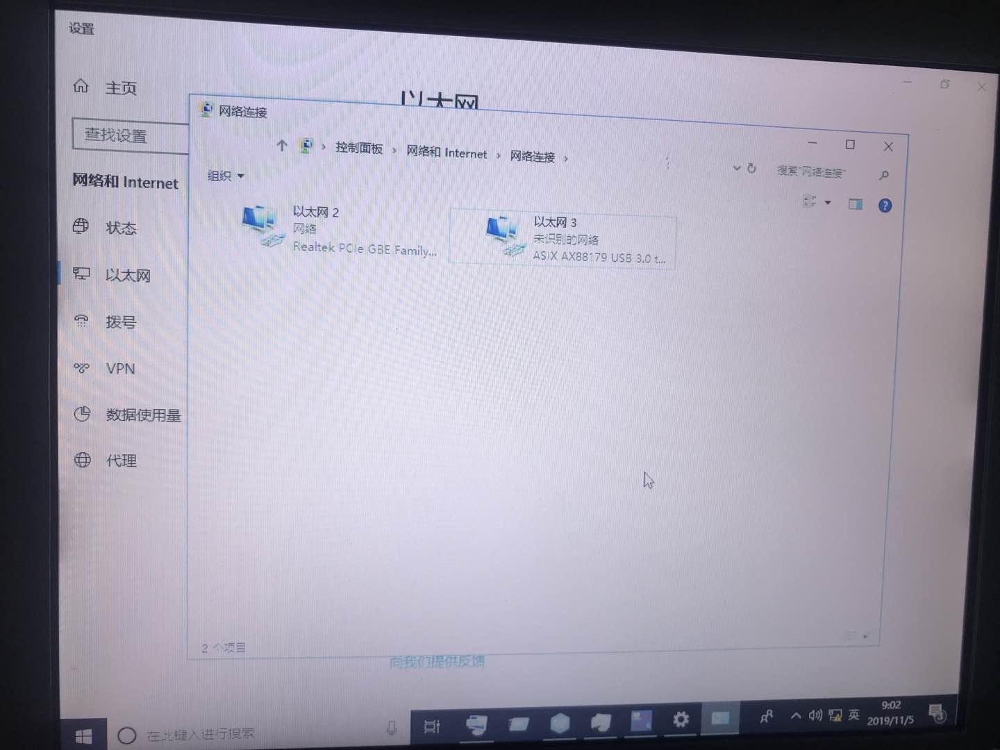 设置
主页
以太网
网络连接
查找设置
控制面板 › 网络和 Internet › 网络连接 ›
搜索"网络连接"
组织
网络和 Internet
以太网 2
网络
Realtek PCIe GBE Family...
以太网 3
未识别的网络
ASIX AX88179 USB 3.0 t...
状态
以太网
拨号
VPN
数据使用量
代理
2 个项目
向我们提供反馈
在此键入进行搜索
英
9:02
2019/11/5
3